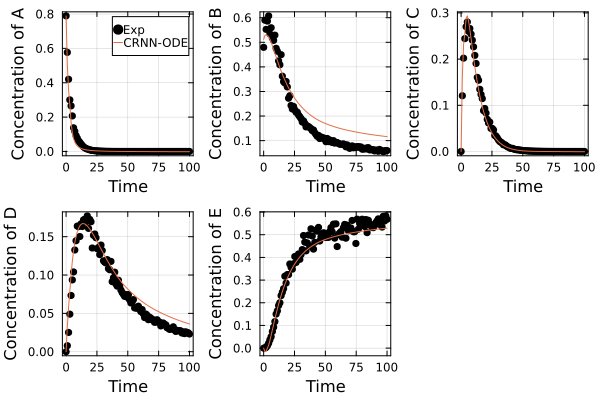 Concentration of A
0.8
0.6
0.4
0.2
0.0
0 25 50 75 100
Time
Exp
CRNN-ODE
Concentration of B
0.6
0.5
0.4
0.3
0.2
0.1
0 25 50 75 100
Time
Concentration of C
0.3
0.2
0.1
0.0
0 25 50 75 100
Time
Concentration of D
0.15
0.10
0.05
0.00
0 25 50 75 100
Time
Concentration of E
0.6
0.5
0.4
0.3
0.2
0.1
0.0
0 25 50 75 100
Time